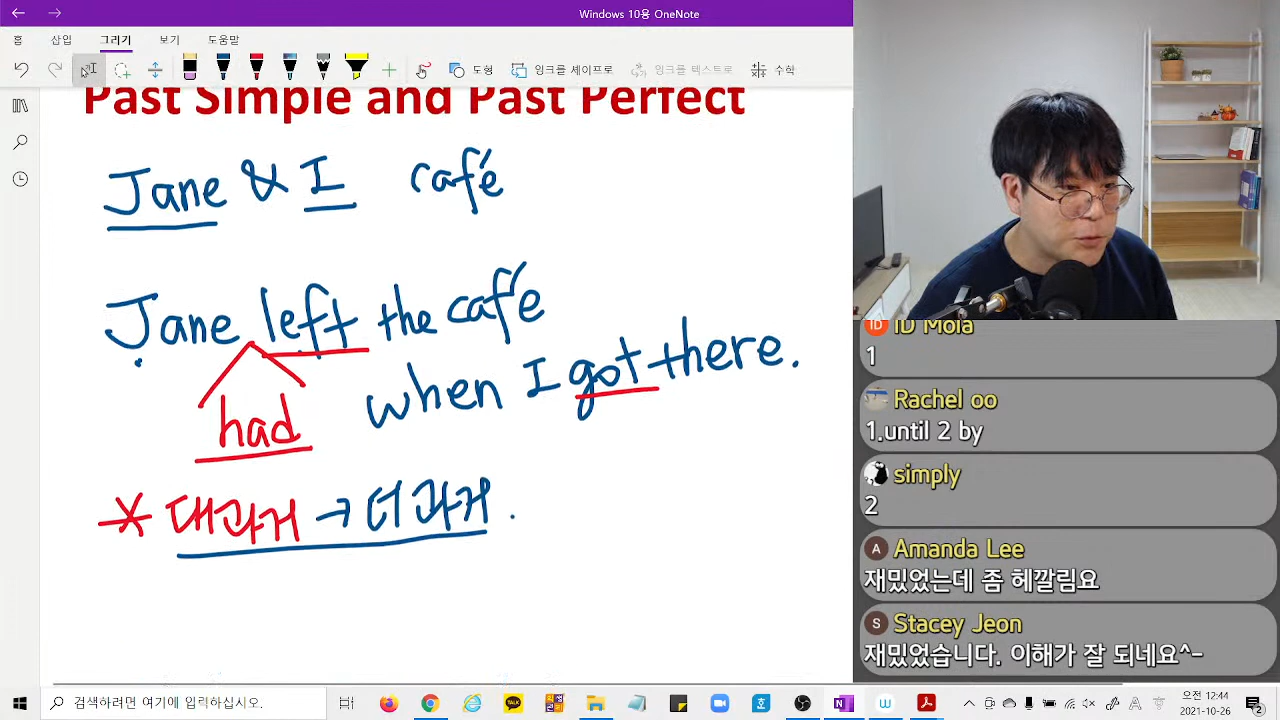 Windows 10용 OneNote
홈 삽입 그리기 보기 도움말
도형 잉크를 셰이프로 잉크를 텍스트로 수학
Past Simple and Past Perfect
Jane & I café
Jane left the café
had
when I got there.
* 대과거 → 더 과거.
ID Mola
1
Rachel oo
1.until 2 by
simply
2
A Amanda Lee
재밌었는데 좀 헤깔림요
S Stacey Jeon
재밌었습니다. 이해가 잘 되네요^-
검색하려면 여기에 입력하십시오.
TALK
A
오전 12:44
2021-10-26
2